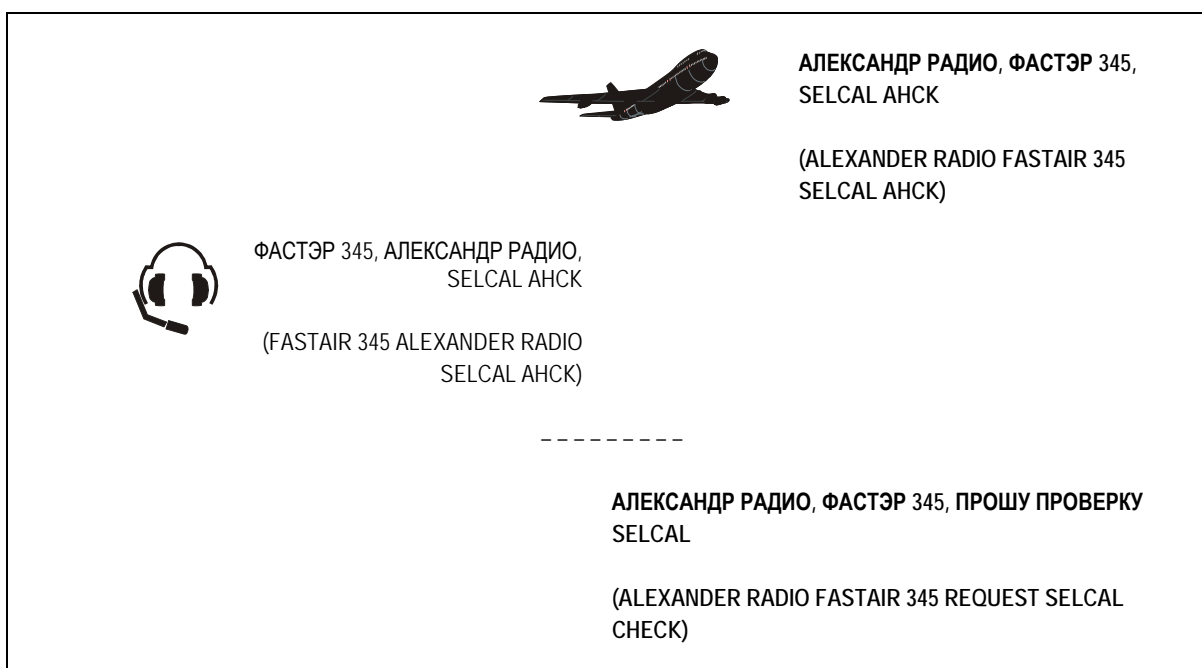 АЛЕКСАНДР РАДИО, ФАСТЭР 345,
SELCAL AHCK
(ALEXANDER RADIO FASTAIR 345
SELCAL AHCK)
ФАСТЭР 345, АЛЕКСАНДР РАДИО,
SELCAL AHCK
(FASTAIR 345 ALEXANDER RADIO
SELCAL AHCK)
_ _ _ _ _ _ _ _ _
АЛЕКСАНДР РАДИО, ФАСТЭР 345, ПРОШУ ПРОВЕРКУ
SELCAL
(ALEXANDER RADIO FASTAIR 345 REQUEST SELCAL
CHECK)